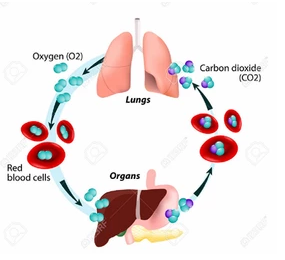 Oxygen (O2)
Carbon dioxide
(CO2)
Lungs
Red
blood cells
Organs